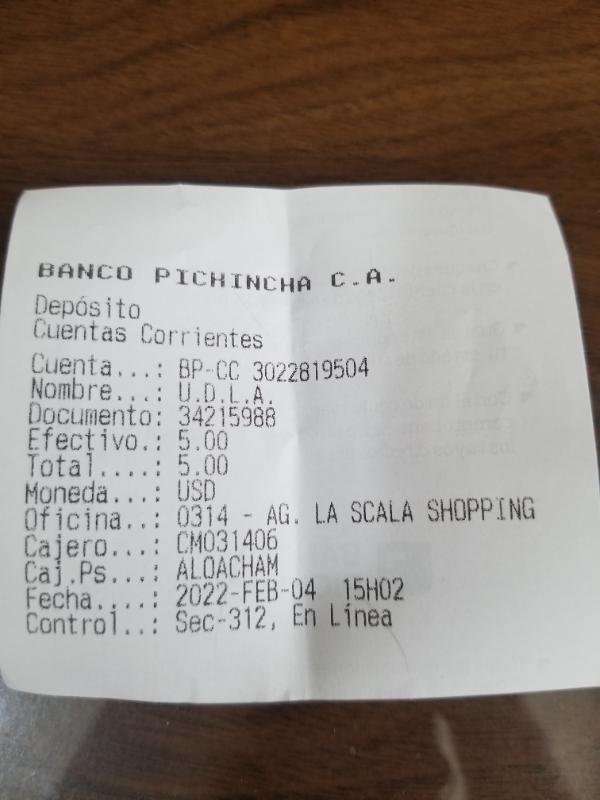 BANCO PICHINCHA C.A.
Depósito
Cuentas Corrientes
Cuenta...: BP-CC 3022819504
Nombre...: U.D.L.A.
Documento: 34215988
Efectivo.: 5.00
Total....: 5.00
Moneda...: USD
Oficina..: 0314 - AG. LA SCALA SHOPPING
Cajero...: CM031406
Caj.Ps...: ALOACHAM
Fecha....: 2022-FEB-04 15H02
Control..: Sec-312, En Línea